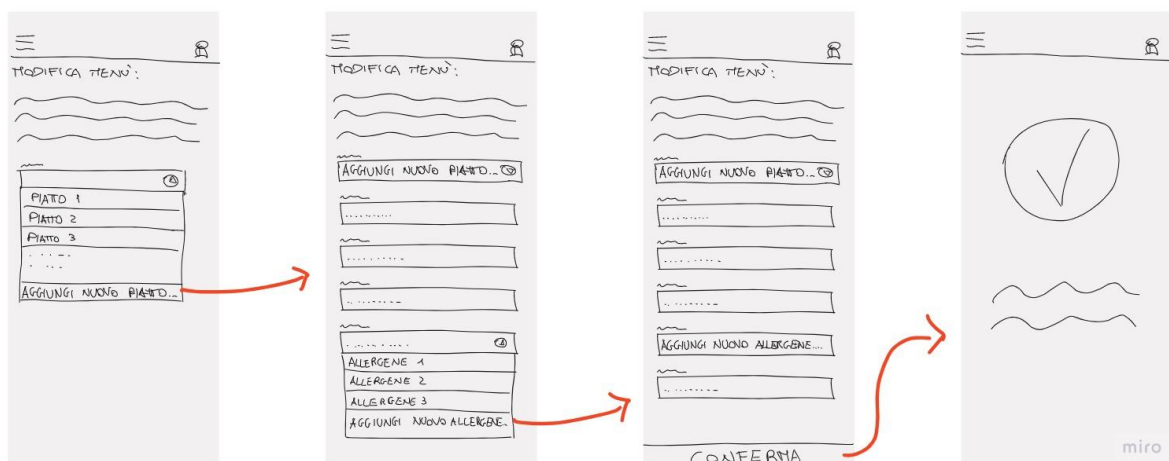 MODIFICA MENÙ:
PIATTO 1
PIATTO 2
PIATTO 3
AGGIUNGI NUOVO PIATTO...
MODIFICA MENÙ:
AGGIUNGI NUOVO PIATTO...
ALLERGENE 1
ALLERGENE 2
ALLERGENE 3
AGGIUNGI NUOVO ALLERGENE..
MODIFICA MENÙ:
AGGIUNGI NUOVO PIATTO...
AGGIUNGI NUOVO ALLERGENE....
CONFERMA
miro